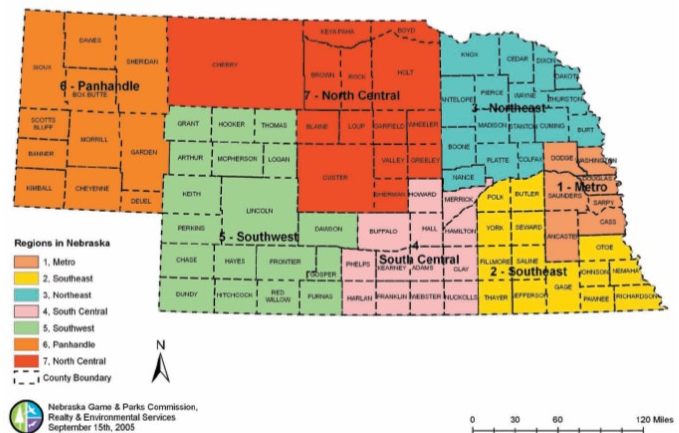 KEYA PAHA
BOYD
DAWES
SHERIDAN
SIOUX
CHERRY
BROWN
ROCK
HOLT
KNOX
CEDAR
DIXON
DAKOTA
6 - Panhandle
BOX BUTTE
7 - North Central
ANTELOPE
PIERCE
WAYNE
THURSTON
3 - Northeast
SCOTTS
BLUFF
MORRILL
GARDEN
GRANT
HOOKER
THOMAS
BLAINE
LOUP
GARFIELD
WHEELER
MADISON
STANTON
CUMING
BURT
BANNER
ARTHUR
MCPHERSON
LOGAN
CUSTER
VALLEY
GREELEY
BOONE
PLATTE
COLFAX
DODGE
WASHINGTON
KIMBALL
CHEYENNE
DEUEL
KEITH
LINCOLN
SHERMAN
HOWARD
NANCE
MERRICK
POLK
BUTLER
SAUNDERS
DOUGLAS
1 - Metro
SARPY
PERKINS
5 - Southwest
DAWSON
BUFFALO
HALL
HAMILTON
YORK
SEWARD
LANCASTER
CASS
OTOE
4
South Central
CHASE
HAYES
FRONTIER
GOSPER
PHELPS
KEARNEY
ADAMS
CLAY
FILLMORE
SALINE
2 - Southeast
JOHNSON
NEMAHA
DUNDY
HITCHCOCK
RED
WILLOW
FURNAS
HARLAN
FRANKLIN
WEBSTER
NUCKOLLS
THAYER
JEFFERSON
GAGE
PAWNEE
RICHARDSON
Regions in Nebraska
1, Metro
2, Southeast
3, Northeast
4, South Central
5, Southwest
6, Panhandle
7, North Central
County Boundary
N
Nebraska Game & Parks Commission,
Realty & Environmental Services
September 15th, 2005
0 30 60 120 Miles